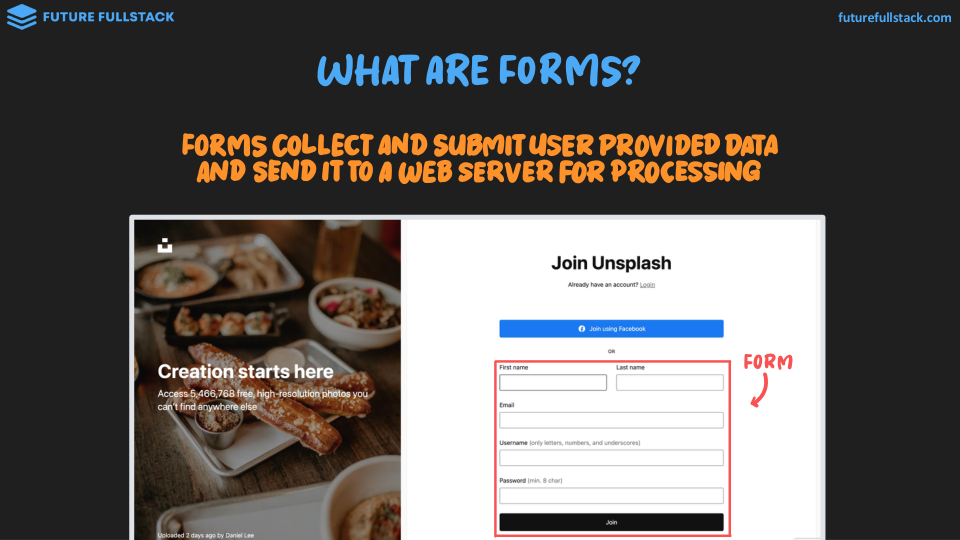 FUTURE FULLSTACK
futurefullstack.com
WHAT ARE FORMS?
FORMS COLLECT AND SUBMIT USER PROVIDED DATA
AND SEND IT TO A WEB SERVER FOR PROCESSING
Creation starts here
Access 5,466,768 free, high-resolution photos you
can't find anywhere else
Uploaded 2 days ago by Daniel Lee
Join Unsplash
Already have an account? Login
Join using Facebook
OR
First name
Last name
Email
Username (only letters, numbers, and underscores)
Password (min. 8 char)
Join
FORM